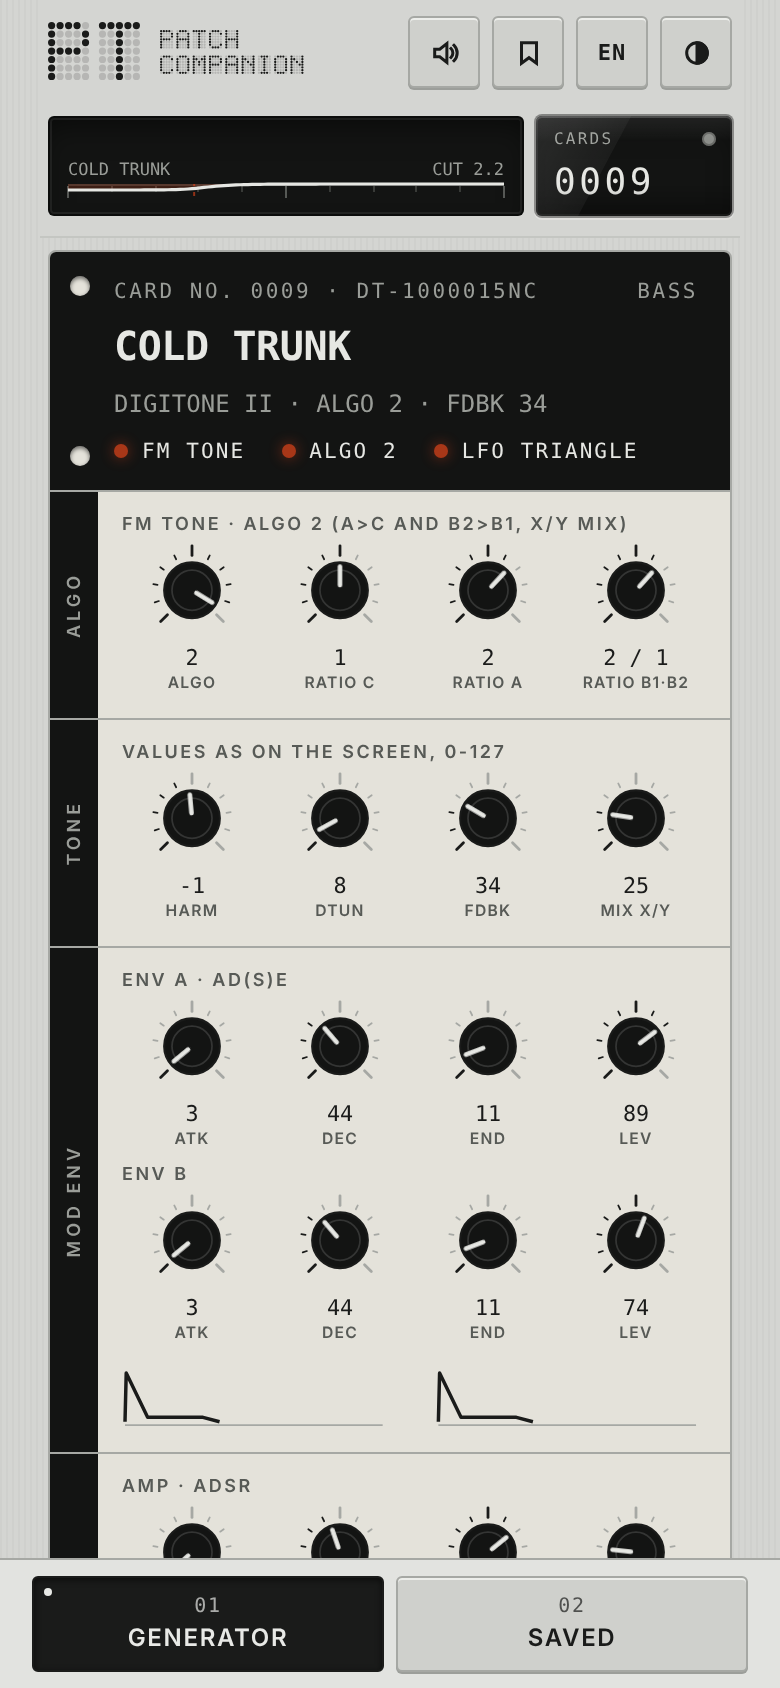 PT PATCH COMPANION
EN
COLD TRUNK CUT 2.2
CARDS
0009
CARD NO. 0009 · DT-1000015NC BASS
COLD TRUNK
DIGITONE II · ALGO 2 · FDBK 34
FM TONE ALGO 2 LFO TRIANGLE
ALGO
FM TONE · ALGO 2 (A>C AND B2>B1, X/Y MIX)
2 1 2 2 / 1
ALGO RATIO C RATIO A RATIO B1·B2
TONE
VALUES AS ON THE SCREEN, 0-127
-1 8 34 25
HARM DTUN FDBK MIX X/Y
MOD ENV
ENV A · AD(S)E
3 44 11 89
ATK DEC END LEV
ENV B
3 44 11 74
ATK DEC END LEV
AMP · ADSR
01 02
GENERATOR SAVED